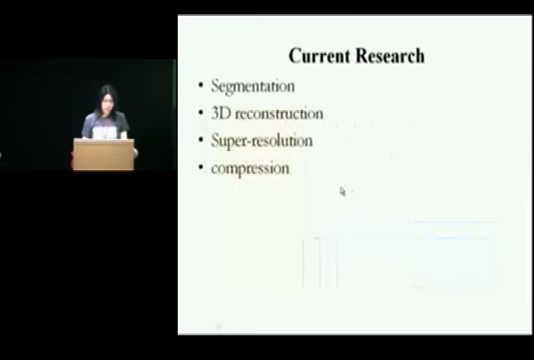 Current Research
• Segmentation
• 3D reconstruction
• Super-resolution
• compression